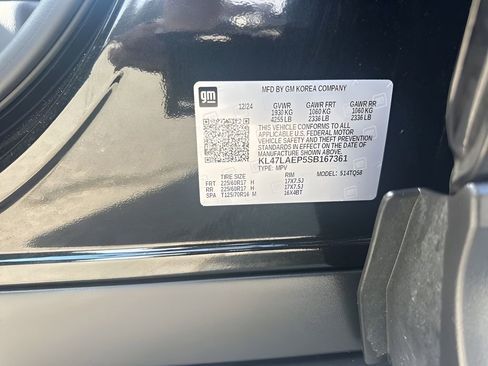 gm
MFD BY GM KOREA COMPANY
12/24 GVWR GAWR FRT GAWR RR
1930 KG 1060 KG 1060 KG
4255 LB 2336 LB 2336 LB
THIS VEHICLE CONFORMS TO ALL
APPLICABLE U.S. FEDERAL MOTOR
VEHICLE SAFETY AND THEFT PREVENTION
STANDARDS IN EFFECT ON THE DATE OF
MANUFACTURE SHOWN ABOVE.
KL47LAEP5SB167361
TYPE: MPV MODEL: 514TQ58
TIRE SIZE RIM
FRT 225/60R17 H 17X7.5J
RR 225/60R17 H 17X7.5J
SPA T125/70R16 M 16X4BT